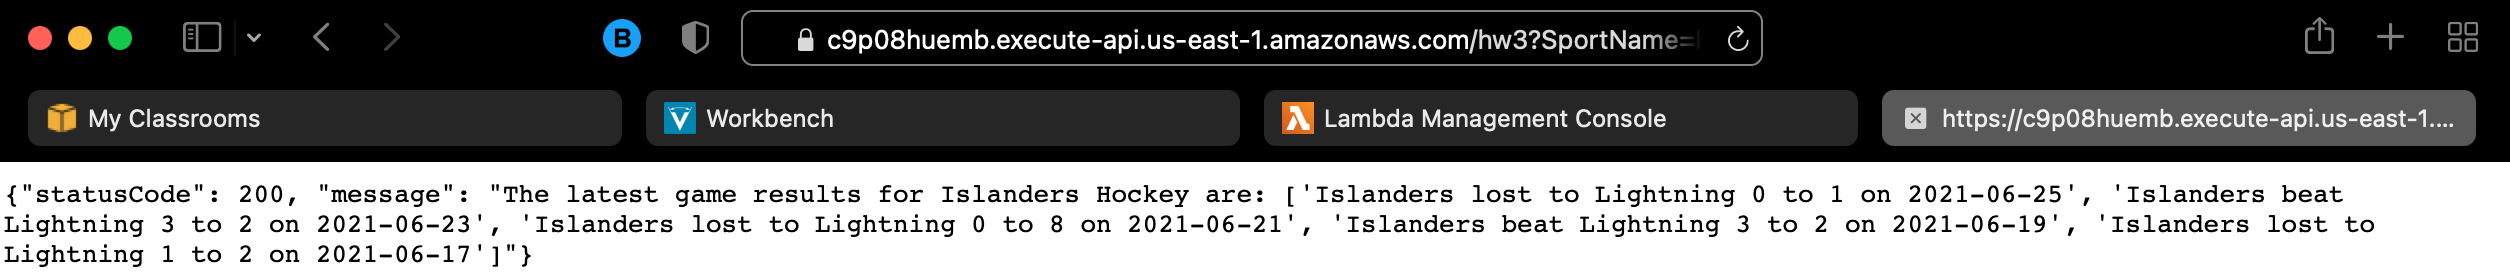 B
c9p08huemb.execute-api.us-east-1.amazonaws.com/hw3?SportName=
My Classrooms
Workbench
Lambda Management Console
https://c9p08huemb.execute-api.us-east-1....
{"statusCode": 200, "message": "The latest game results for Islanders Hockey are: ['Islanders lost to Lightning 0 to 1 on 2021-06-25', 'Islanders beat
Lightning 3 to 2 on 2021-06-23', 'Islanders lost to Lightning 0 to 8 on 2021-06-21', 'Islanders beat Lightning 3 to 2 on 2021-06-19', 'Islanders lost to
Lightning 1 to 2 on 2021-06-17']"}